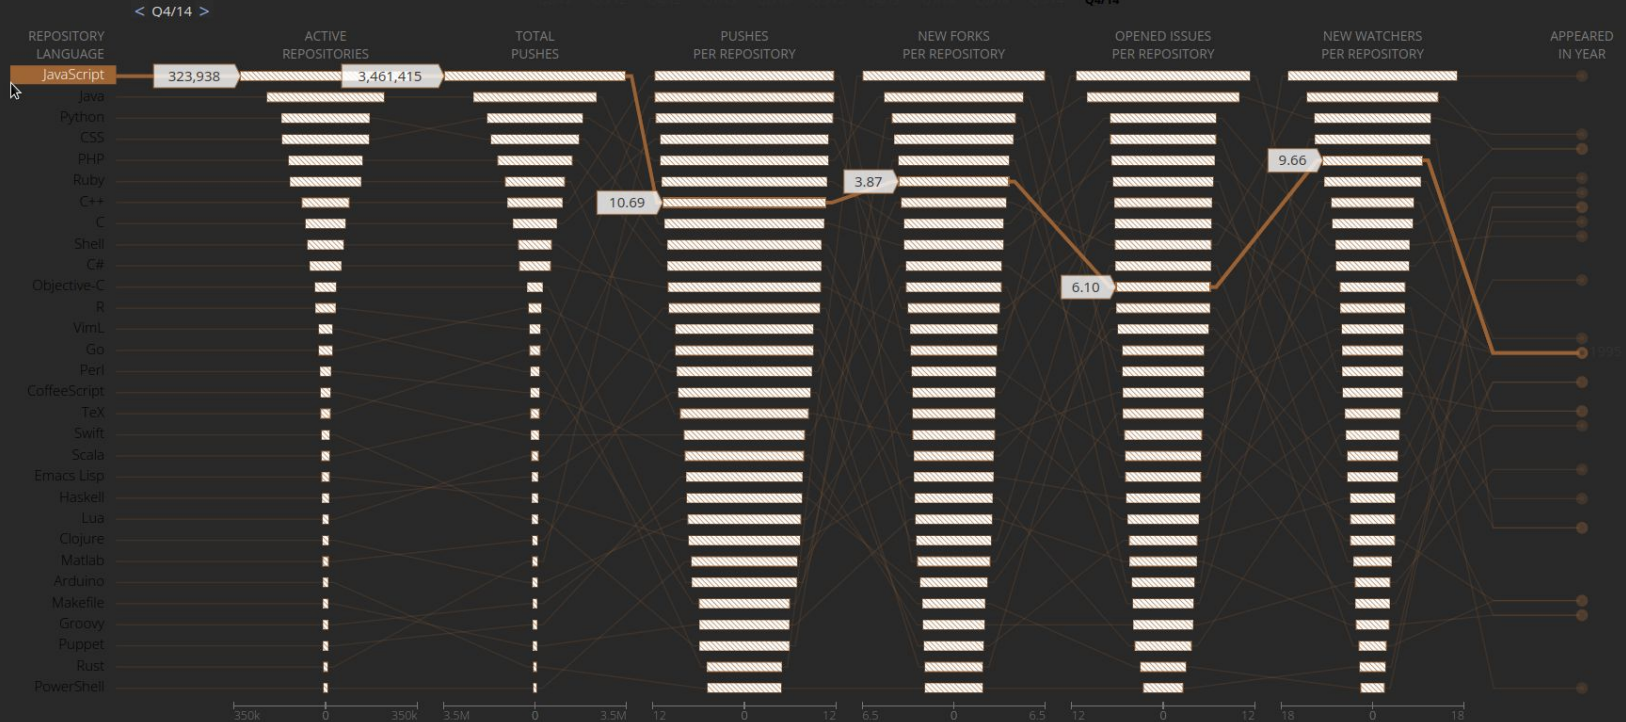 < Q4/14 >
Q4/14
REPOSITORY
LANGUAGE
ACTIVE
REPOSITORIES
TOTAL
PUSHES
PUSHES
PER REPOSITORY
NEW FORKS
PER REPOSITORY
OPENED ISSUES
PER REPOSITORY
NEW WATCHERS
PER REPOSITORY
APPEARED
IN YEAR
JavaScript
323,938
3,461,415
Java
Python
CSS
PHP
9.66
Ruby
3.87
C++
10.69
C
Shell
C#
Objective-C
6.10
R
VimL
Go
1995
Perl
CoffeeScript
TeX
Swift
Scala
Emacs Lisp
Haskell
Lua
Clojure
Matlab
Arduino
Makefile
Groovy
Puppet
Rust
PowerShell
350k 0 350k
3.5M 0 3.5M
12 0 12
6.5 0 6.5
12 0 12
18 0 18